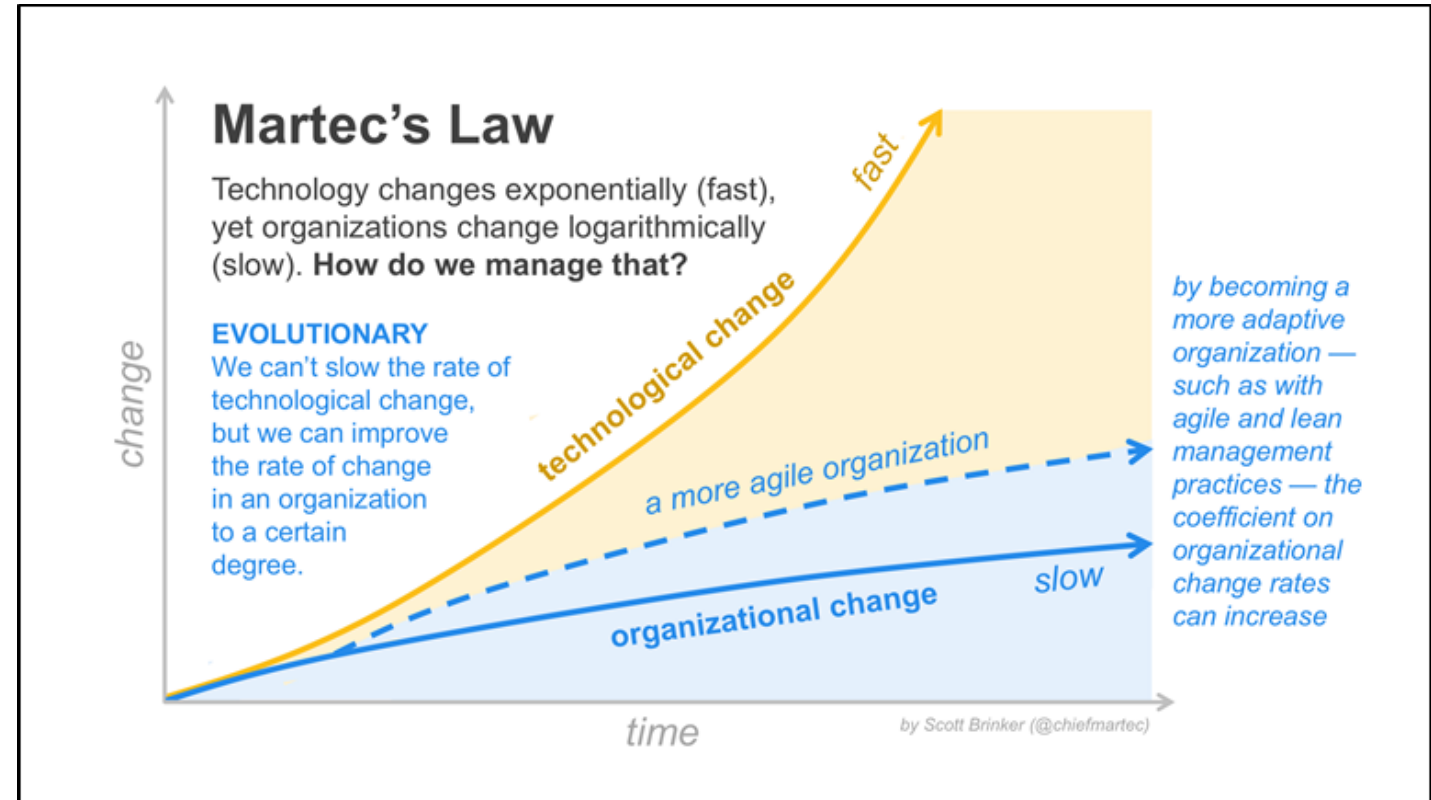 Martec's Law
Technology changes exponentially (fast),
yet organizations change logarithmically
(slow). How do we manage that?
EVOLUTIONARY
We can't slow the rate of
technological change,
but we can improve
the rate of change
in an organization
to a certain
degree.
change
technological change
fast
a more agile organization
organizational change
slow
by becoming a
more adaptive
organization —
such as with
agile and lean
management
practices — the
coefficient on
organizational
change rates
can increase
time
by Scott Brinker (@chiefmartec)